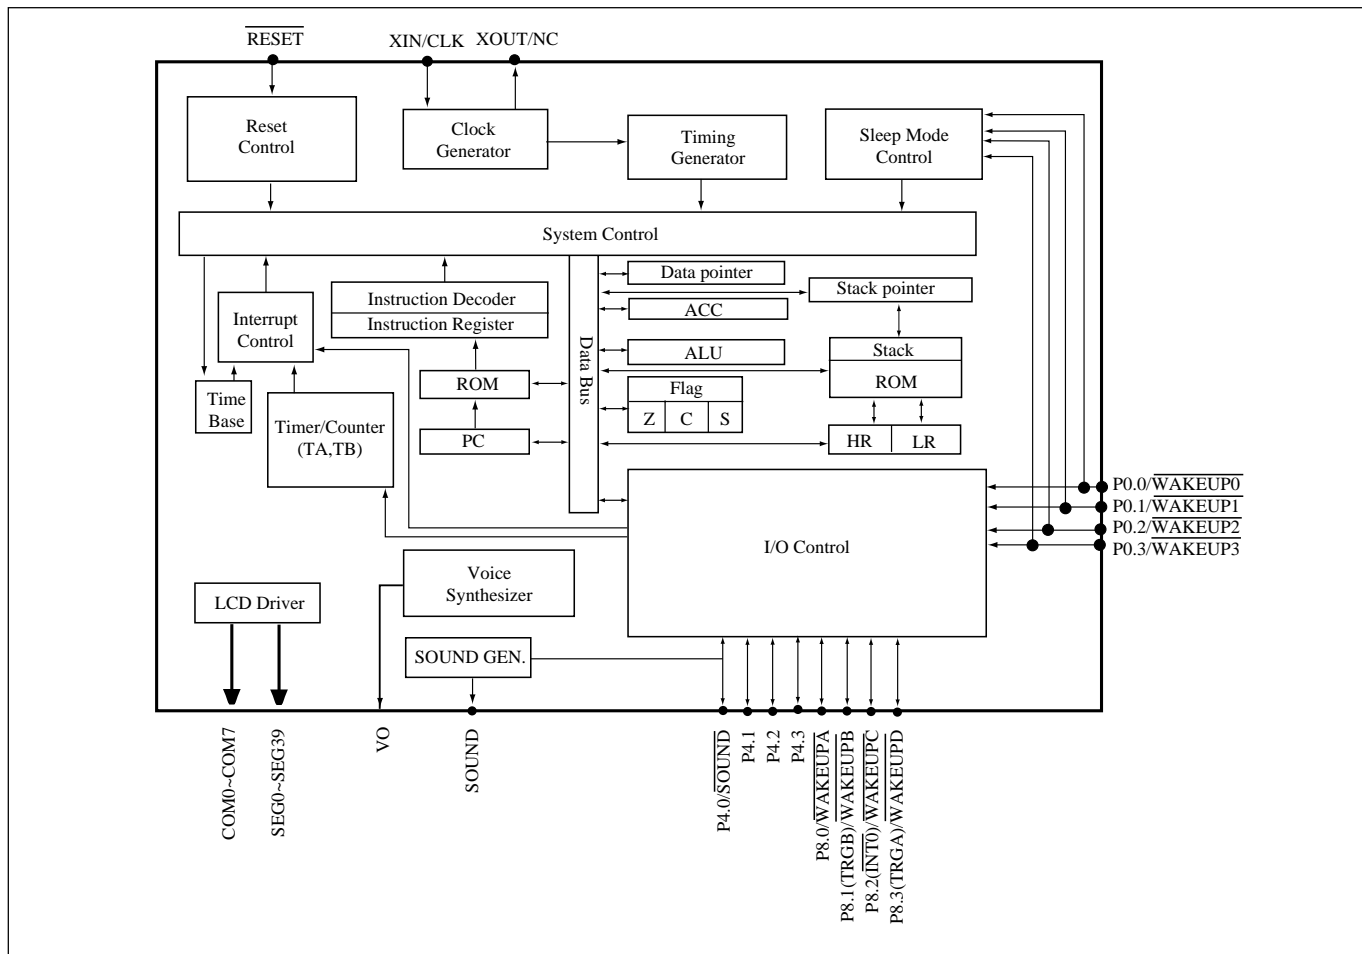 RESET
XIN/CLK
XOUT/NC
Reset
Control
Clock
Generator
Timing
Generator
Sleep Mode
Control
System Control
Data pointer
Stack pointer
Instruction Decoder
Instruction Register
ACC
Interrupt
Control
Data Bus
ALU
Stack
ROM
ROM
Flag
Z C S
Time
Base
Timer/Counter
(TA,TB)
PC
HR LR
P0.0/WAKEUP0
P0.1/WAKEUP1
P0.2/WAKEUP2
P0.3/WAKEUP3
I/O Control
Voice
Synthesizer
LCD Driver
SOUND GEN.
COM0~COM7
SEG0~SEG39
VO
SOUND
P4.0/SOUND
P4.1
P4.2
P4.3
P8.0/WAKEUPA
P8.1(TRGB)/WAKEUPB
P8.2(INT0)/WAKEUPC
P8.3(TRGA)/WAKEUPD